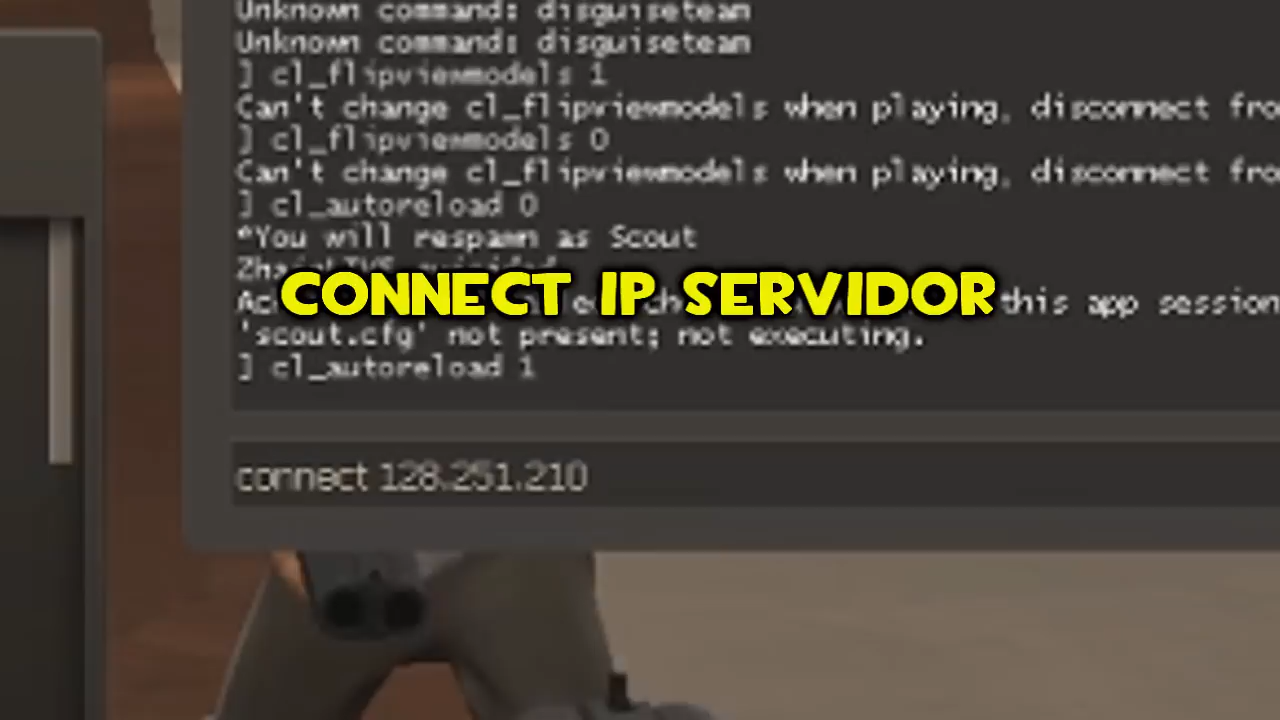 Unknown command: disguiseteam
Unknown command: disguiseteam
] cl_flipviewmodels 1
Can't change cl_flipviewmodels when playing, disconnect fro
] cl_flipviewmodels 0
Can't change cl_flipviewmodels when playing, disconnect fro
] cl_autoreload 0
*You will respawn as Scout
CONNECT IP SERVIDOR
this app session
'scout.cfg' not present; not executing.
] cl_autoreload 1
connect 128.251.210